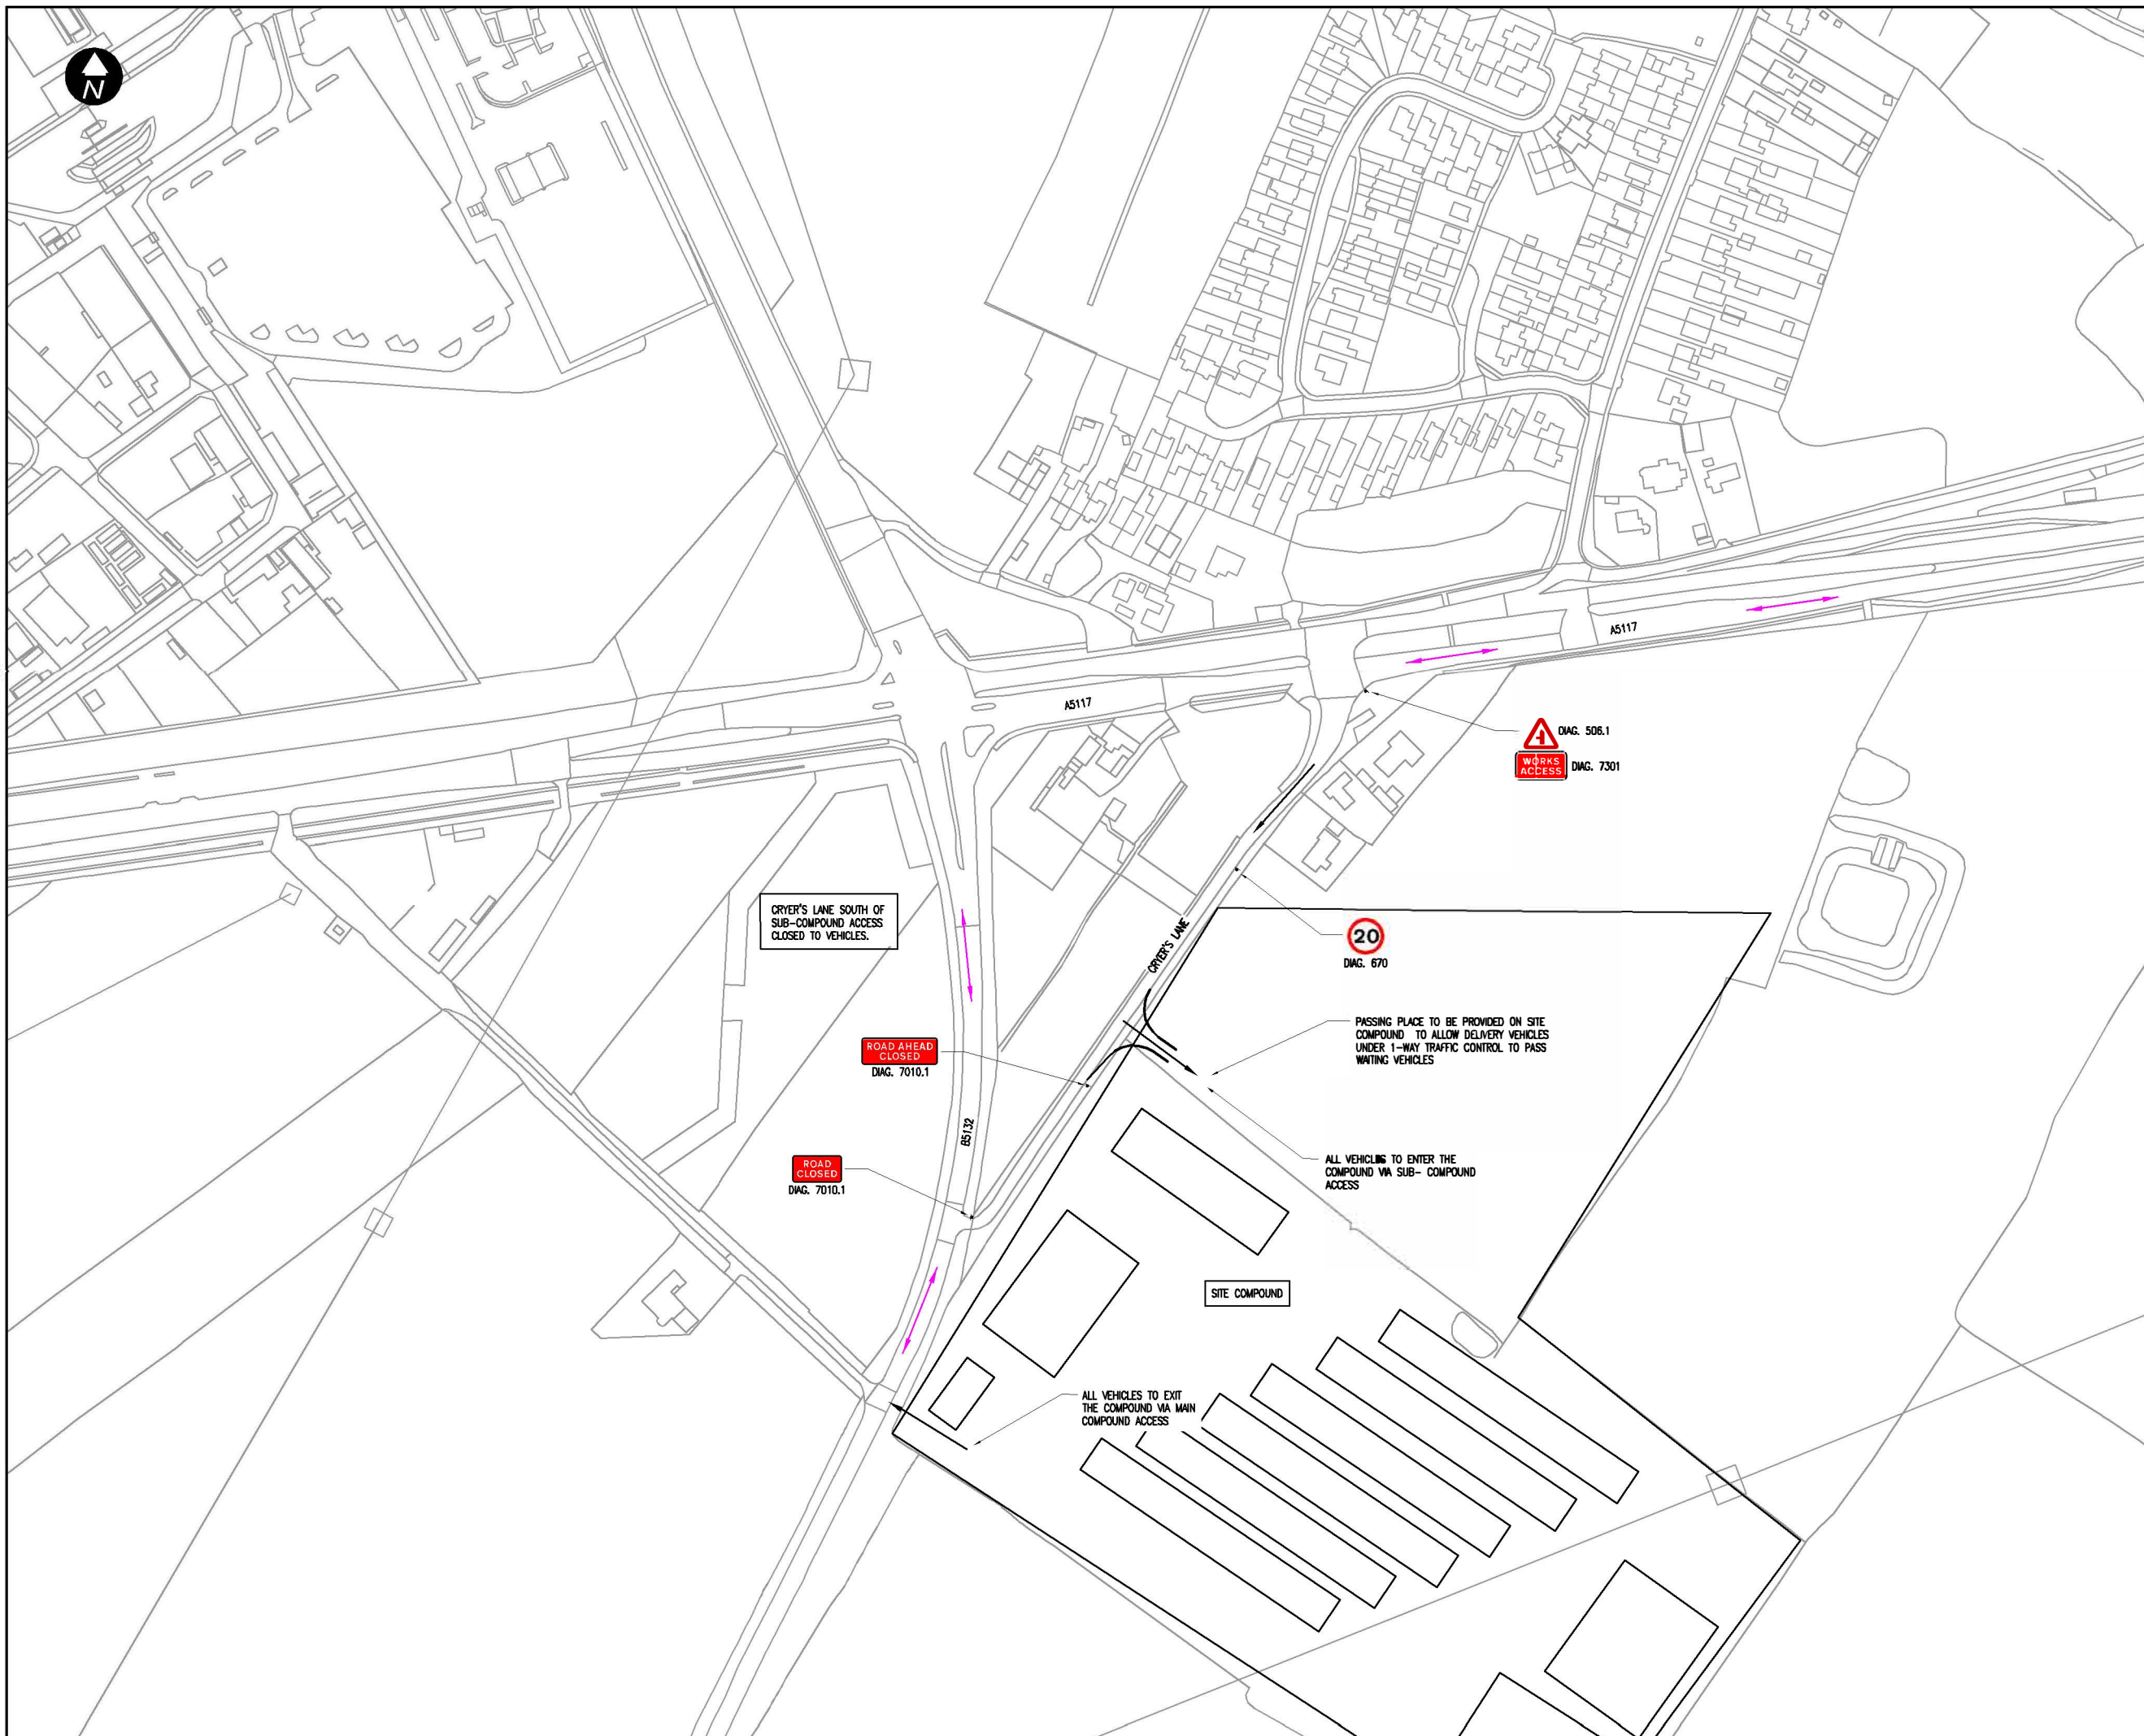 N
A5117
A5117
DIAG. 506.1
WORKS
ACCESS
DIAG. 7301
CRYER'S LANE SOUTH OF
SUB-COMPOUND ACCESS
CLOSED TO VEHICLES.
CRYER'S LANE
20
DIAG. 670
PASSING PLACE TO BE PROVIDED ON SITE
COMPOUND TO ALLOW DELIVERY VEHICLES
UNDER 1-WAY TRAFFIC CONTROL TO PASS
WAITING VEHICLES
ROAD AHEAD
CLOSED
DIAG. 7010.1
B5132
ROAD
CLOSED
DIAG. 7010.1
ALL VEHICLES TO ENTER THE
COMPOUND VIA SUB- COMPOUND
ACCESS
SITE COMPOUND
ALL VEHICLES TO EXIT
THE COMPOUND VIA MAIN
COMPOUND ACCESS